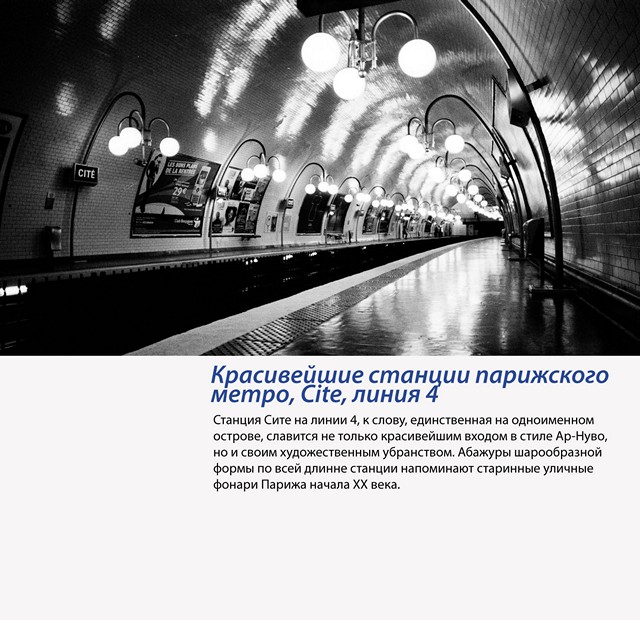 CITÉ
LES BONS PLANS
DE LA RENTRÉE
29€
Красивейшие станции парижского
метро, Cite, линия 4
Станция Сите на линии 4, к слову, единственная на одноименном
острове, славится не только красивейшим входом в стиле Ар-Нуво,
но и своим художественным убранством. Абажуры шарообразной
формы по всей длинне станции напоминают старинные уличные
фонари Парижа начала XX века.